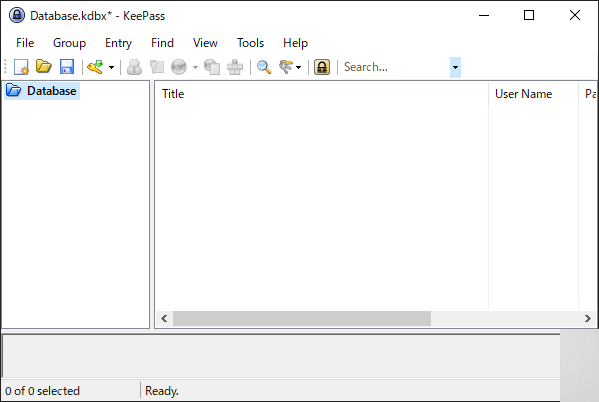 Database.kdbx* - KeePass
File Group Entry Find View Tools Help
Search...
Database
Title User Name Pa
0 of 0 selected Ready.